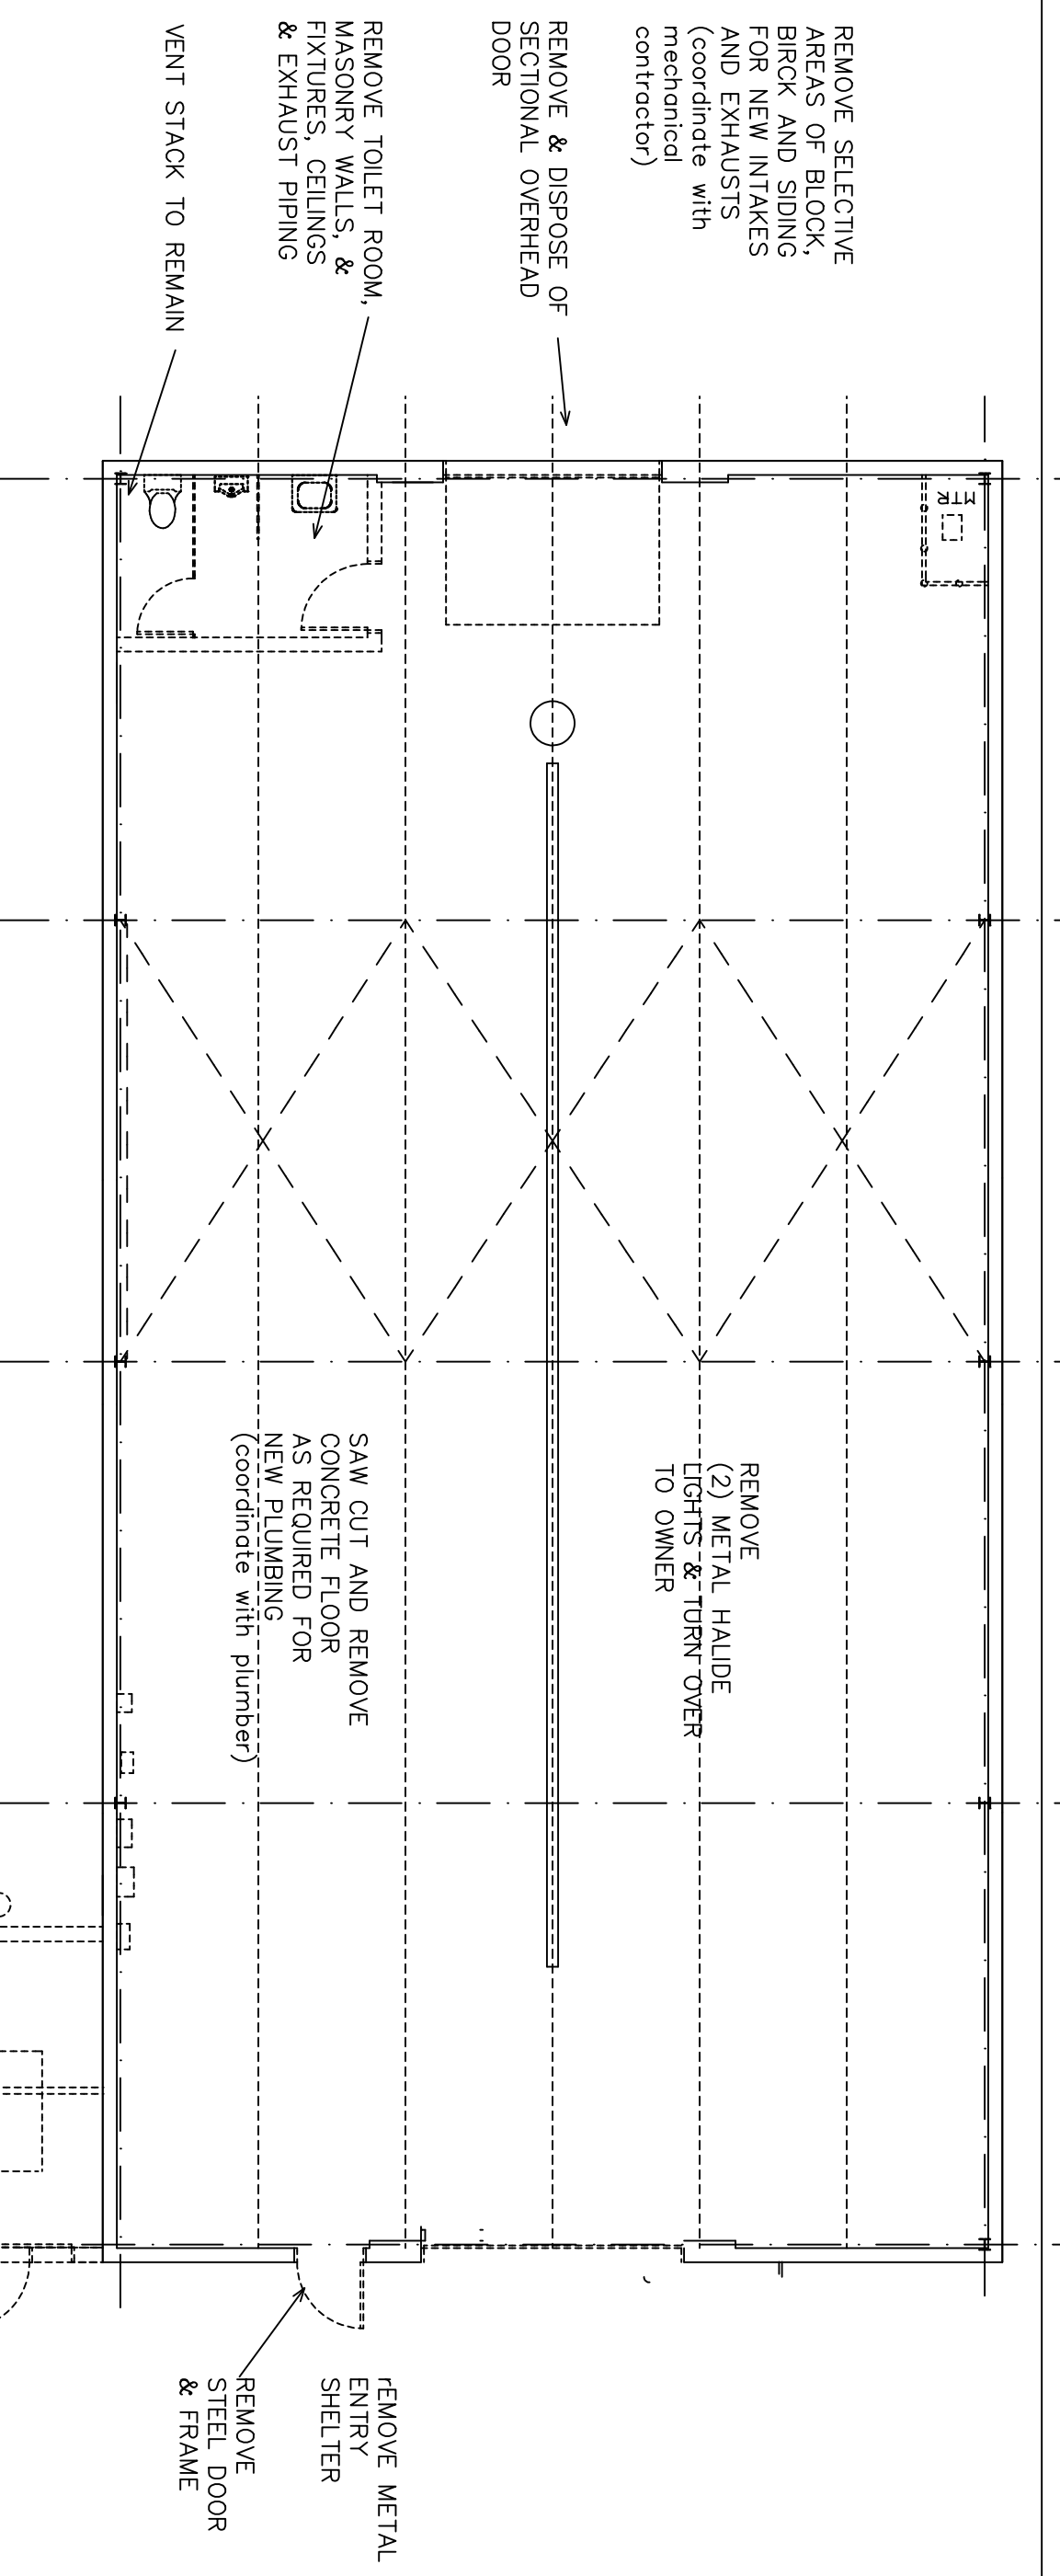 REMOVE SELECTIVE
AREAS OF BLOCK,
BIRCK AND SIDING
FOR NEW INTAKES
AND EXHAUSTS
(coordinate with
mechanical
contractor)
REMOVE & DISPOSE OF
SECTIONAL OVERHEAD
DOOR
REMOVE TOILET ROOM,
MASONRY WALLS, &
FIXTURES, CEILINGS
& EXHAUST PIPING
VENT STACK TO REMAIN
MTR
REMOVE
(2) METAL HALIDE
LIGHTS & TURN OVER
TO OWNER
SAW CUT AND REMOVE
CONCRETE FLOOR
AS REQUIRED FOR
NEW PLUMBING
(coordinate with plumber)
rEMOVE METAL
ENTRY
SHELTER
REMOVE
STEEL DOOR
& FRAME